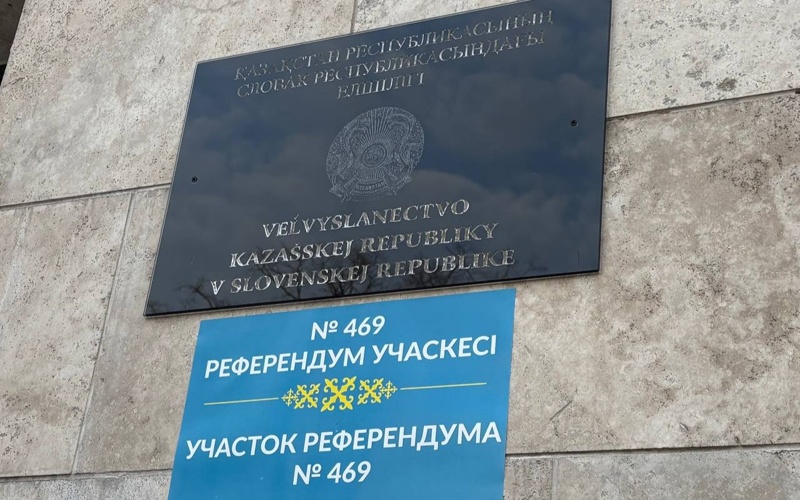 ҚАЗАҚСТАН РЕСПУБЛИКАСЫНЫҢ
СЛОВАК РЕСПУБЛИКАСЫНДАҒЫ
ЕЛШІЛІГІ
VEĽVYSLANECTVO
KAZAŠSKEJ REPUBLIKY
V SLOVENSKEJ REPUBLIKE
№ 469
РЕФЕРЕНДУМ УЧАСКЕСІ
УЧАСТОК РЕФЕРЕНДУМА
№ 469